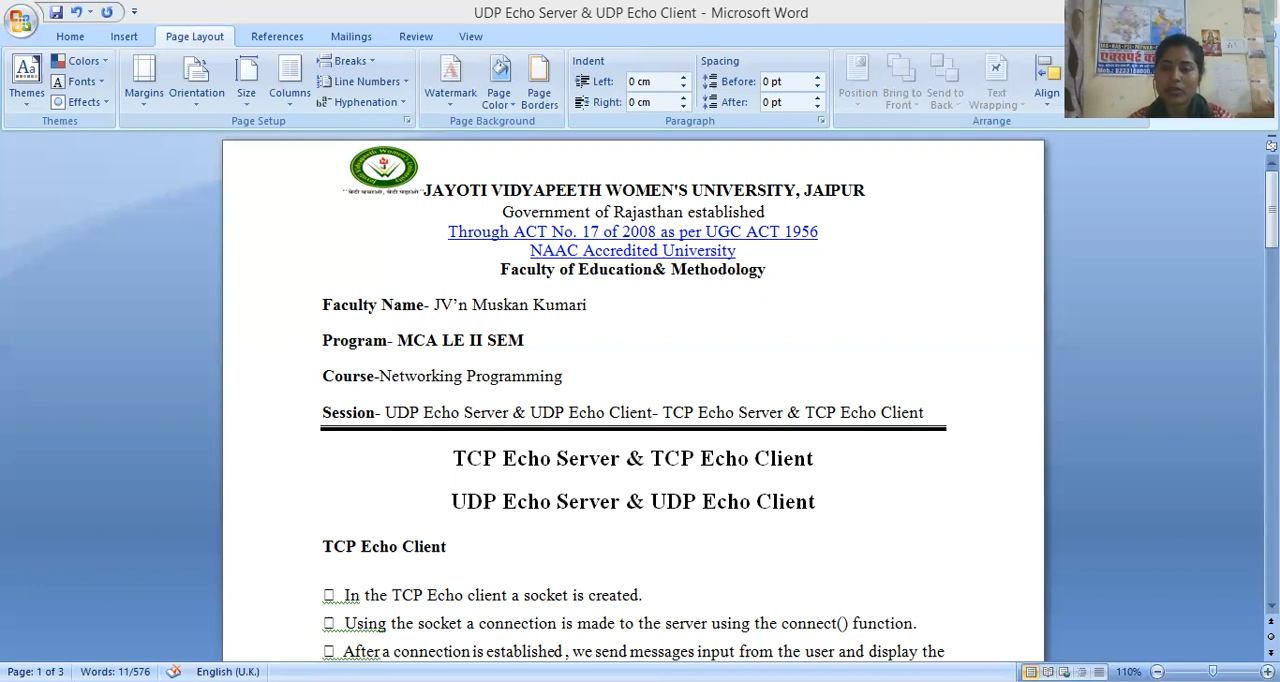 UDP Echo Server & UDP Echo Client - Microsoft Word
Home Insert Page Layout References Mailings Review View
Themes Colors Fonts Effects
Margins Orientation Size Columns Breaks Line Numbers Hyphenation
Watermark Page Color Page Borders
Indent Left: 0 cm Right: 0 cm
Spacing Before: 0 pt After: 0 pt
Position Bring to Front Send to Back Text Wrapping Align
Themes Page Setup Page Background Paragraph Arrange
JAYOTI VIDYAPEETH WOMEN'S UNIVERSITY, JAIPUR
Government of Rajasthan established
Through ACT No. 17 of 2008 as per UGC ACT 1956
NAAC Accredited University
Faculty of Education& Methodology
Faculty Name- JV’n Muskan Kumari
Program- MCA LE II SEM
Course-Networking Programming
Session- UDP Echo Server & UDP Echo Client- TCP Echo Server & TCP Echo Client
TCP Echo Server & TCP Echo Client
UDP Echo Server & UDP Echo Client
TCP Echo Client
In the TCP Echo client a socket is created.
Using the socket a connection is made to the server using the connect() function.
After a connection is established , we send messages input from the user and display the
Page: 1 of 3 Words: 11/576 English (U.K.) 110%